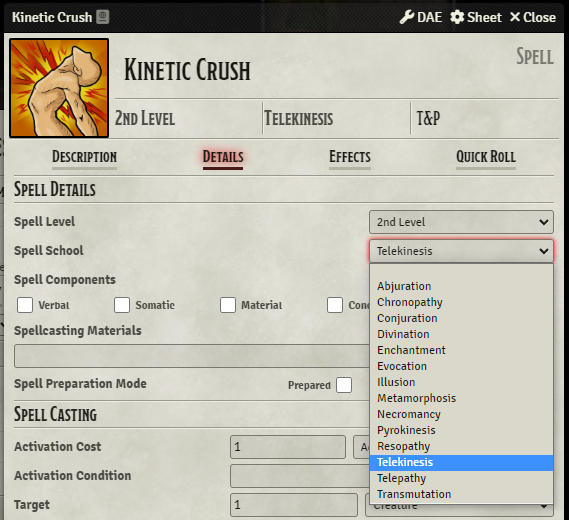 Kinetic Crush DAE Sheet Close
Spell
Kinetic Crush
2nd Level Telekinesis T&P
Description Details Effects Quick Roll
Spell Details
Spell Level 2nd Level
Spell School Telekinesis
Abjuration
Chronopathy
Conjuration
Divination
Enchantment
Evocation
Illusion
Metamorphosis
Necromancy
Pyrokinesis
Resopathy
Telekinesis
Telepathy
Transmutation
Spell Components
Verbal Somatic Material
Spellcasting Materials
Spell Preparation Mode Prepared
Spell Casting
Activation Cost 1
Activation Condition
Target 1 Creature